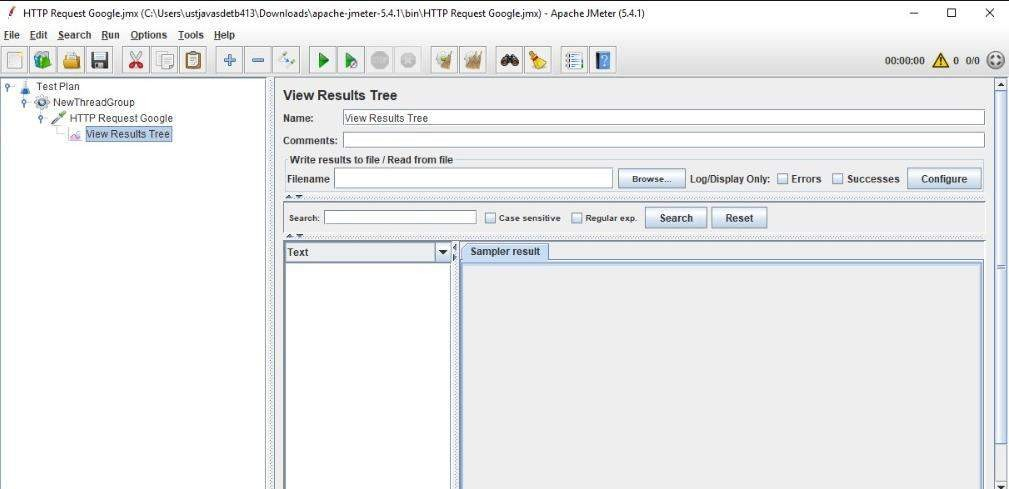 HTTP Request Google.jmx (C:\Users\ustjavasdetb413\Downloads\apache-jmeter-5.4.1\bin\HTTP Request Google.jmx) - Apache JMeter (5.4.1)
File Edit Search Run Options Tools Help
00:00:00 0 0/0
Test Plan
NewThreadGroup
HTTP Request Google
View Results Tree
View Results Tree
Name: View Results Tree
Comments:
Write results to file / Read from file
Filename Browse... Log/Display Only: Errors Successes Configure
Search: Case sensitive Regular exp. Search Reset
Text
Sampler result